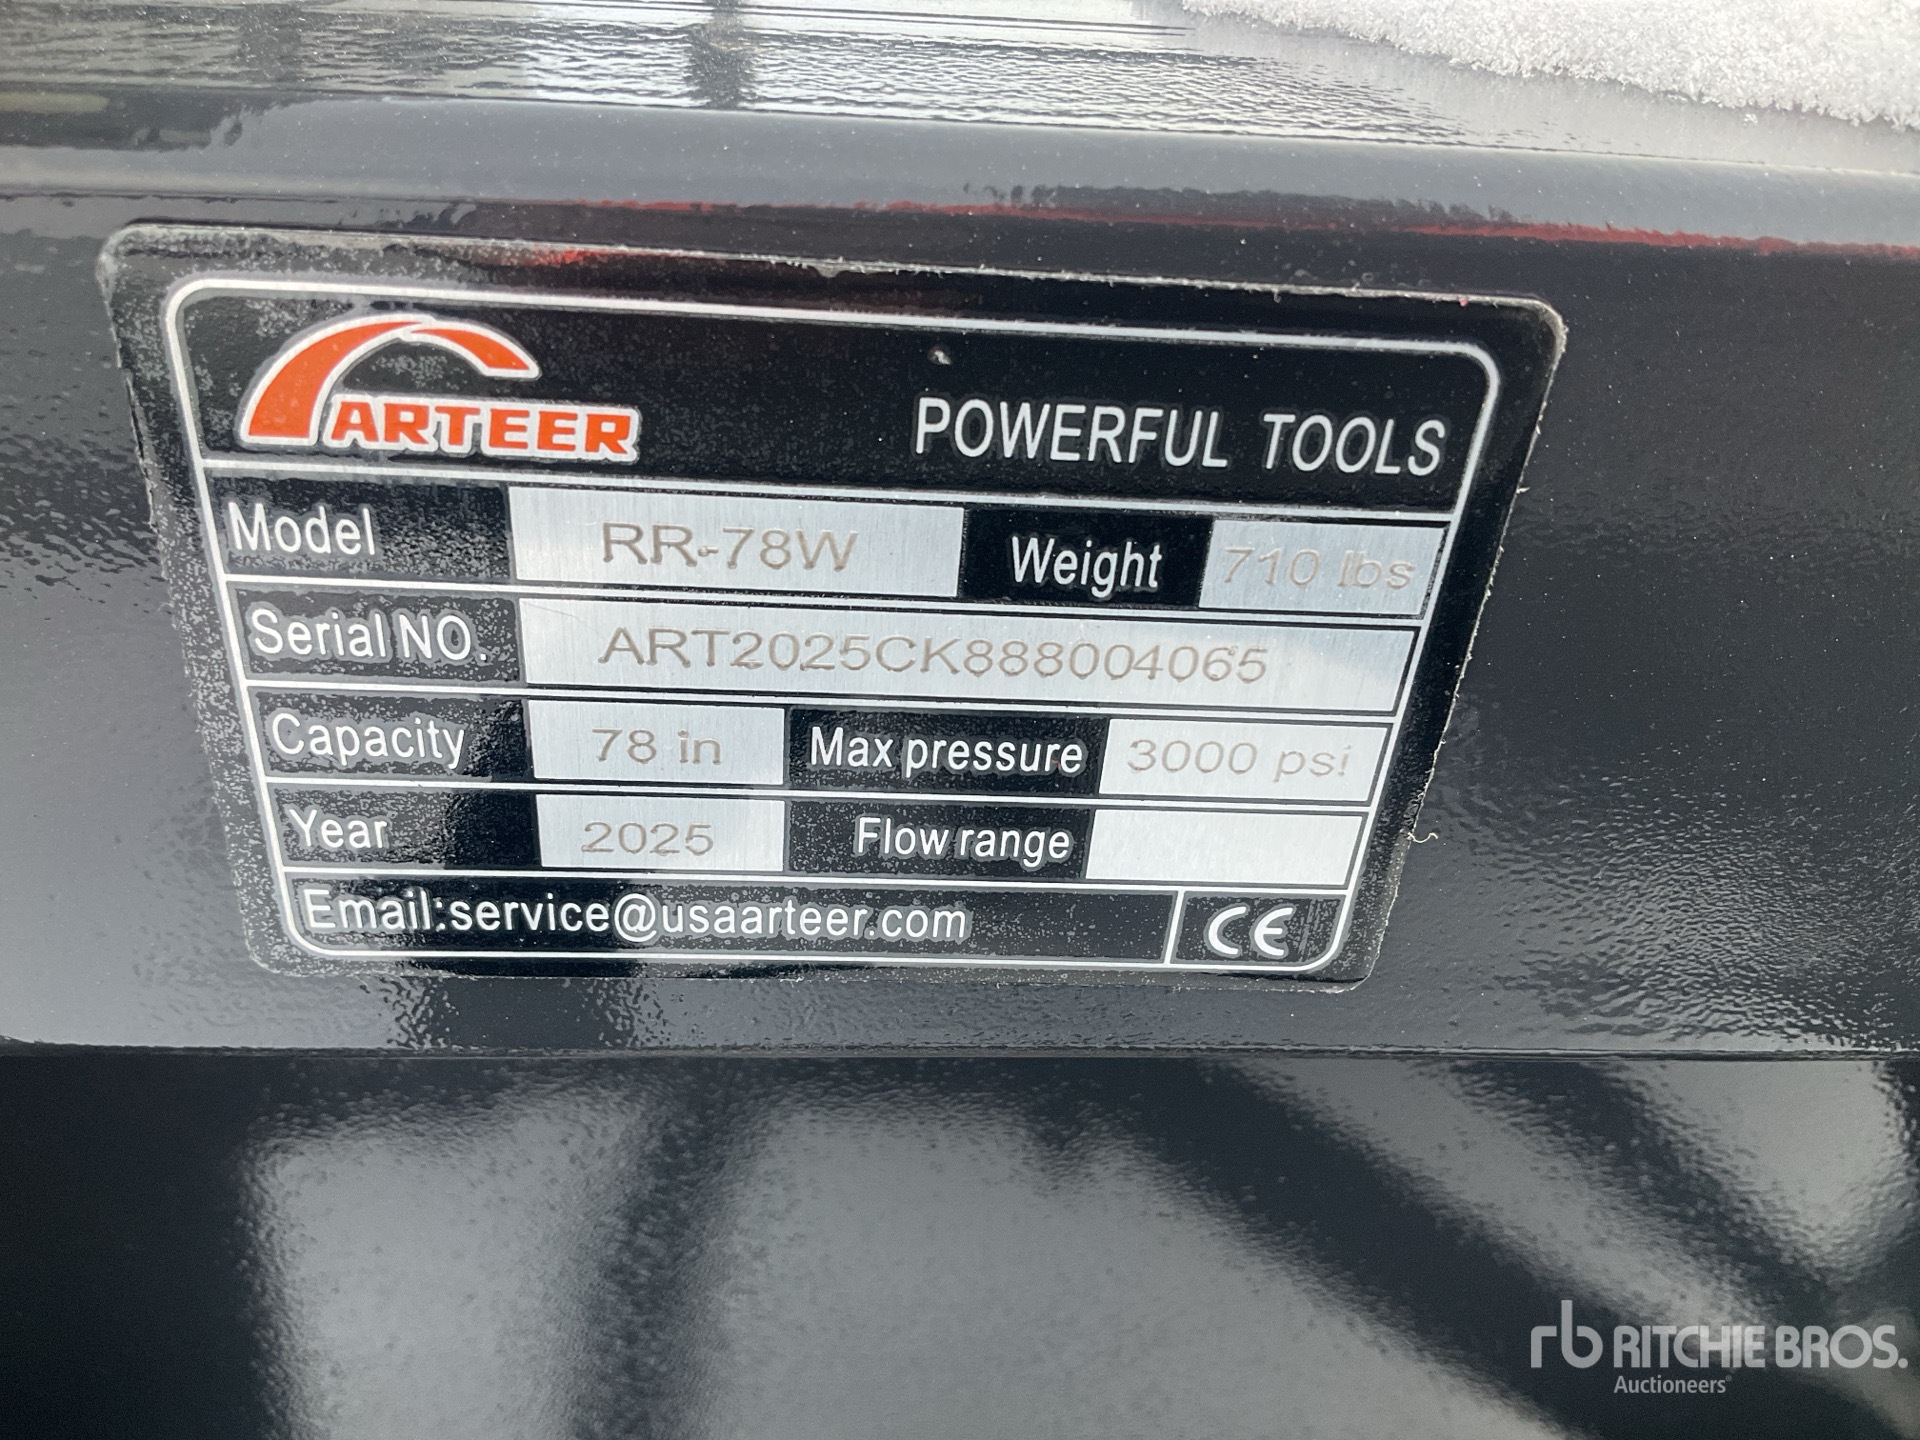 ARTEER POWERFUL TOOLS
Model RR-78W Weight 710 lbs
Serial NO. ART2025CK888004065
Capacity 78 in Max pressure 3000 psi
Year 2025 Flow range
Email:service@usaarteer.com CE
rb RITCHIE BROS.
Auctioneers